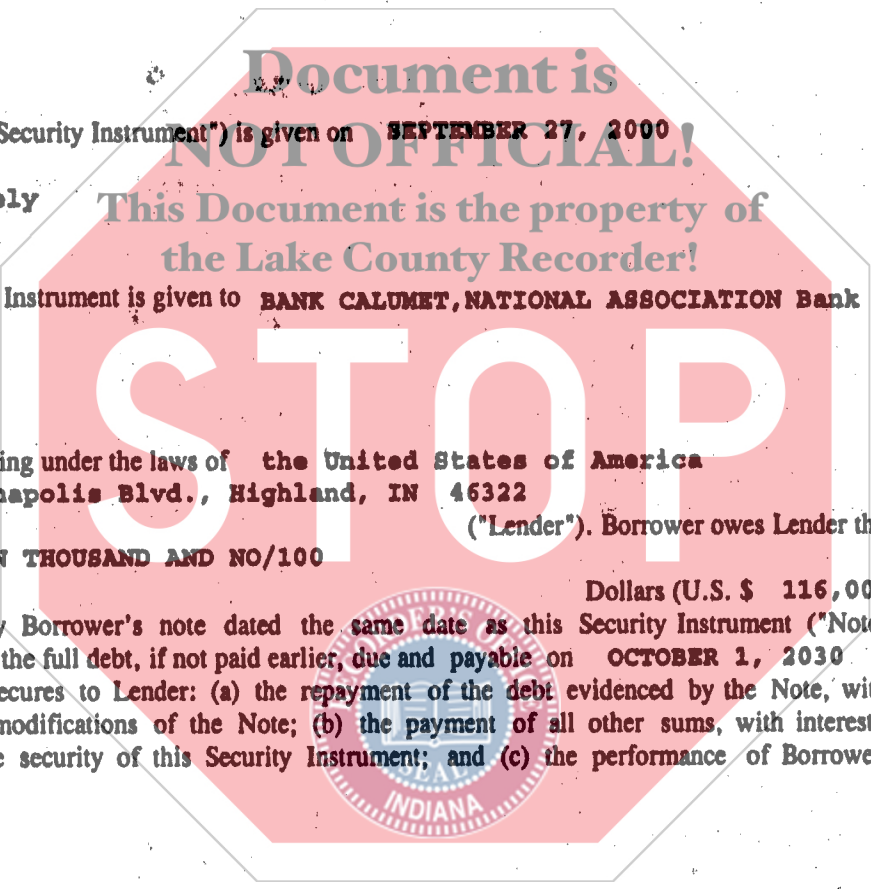 Document is
Security Instrument") is given on SEPTEMBER 27, 2000
NOT OFFICIAL!
ely
This Document is the property of
the Lake County Recorder!
Instrument is given to BANK CALUMET, NATIONAL ASSOCIATION Bank
STOP
ing under the laws of the United States of America
napolis Blvd., Highland, IN 46322
("Lender"). Borrower owes Lender th
N THOUSAND AND NO/100
Dollars (U.S. $ 116,00
y Borrower's note dated the same date as this Security Instrument ("Note
the full debt, if not paid earlier, due and payable on OCTOBER 1, 2030
ecures to Lender: (a) the repayment of the debt evidenced by the Note, wit
modifications of the Note; (b) the payment of all other sums, with interest
e security of this Security Instrument; and (c) the performance of Borrowe
RECORDER'S OFFICE
SEAL
INDIANA